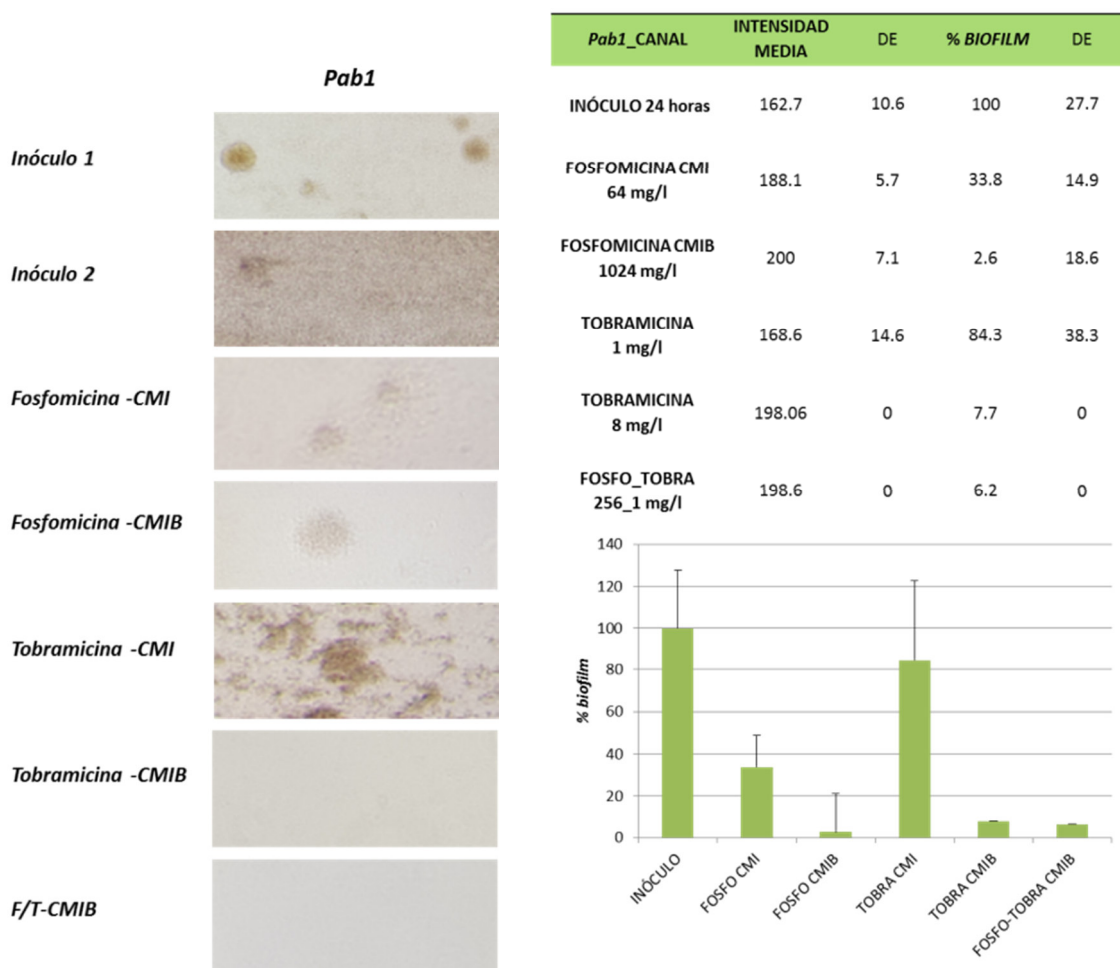 Pab1
Inóculo 1
Inóculo 2
Fosfomicina -CMI
Fosfomicina -CMIB
Tobramicina -CMI
Tobramicina -CMIB
F/T-CMIB
Pab1_CANAL INTENSIDAD MEDIA DE % BIOFILM DE
INÓCULO 24 horas 162.7 10.6 100 27.7
FOSFOMICINA CMI
64 mg/l 188.1 5.7 33.8 14.9
FOSFOMICINA CMIB
1024 mg/l 200 7.1 2.6 18.6
TOBRAMICINA
1 mg/l 168.6 14.6 84.3 38.3
TOBRAMICINA
8 mg/l 198.06 0 7.7 0
FOSFO_TOBRA
256_1 mg/l 198.6 0 6.2 0
140
120
100
80
60
40
20
0
% biofilm
INÓCULO
FOSFO CMI
FOSFO CMIB
TOBRA CMI
TOBRA CMIB
FOSFO-TOBRA CMIB